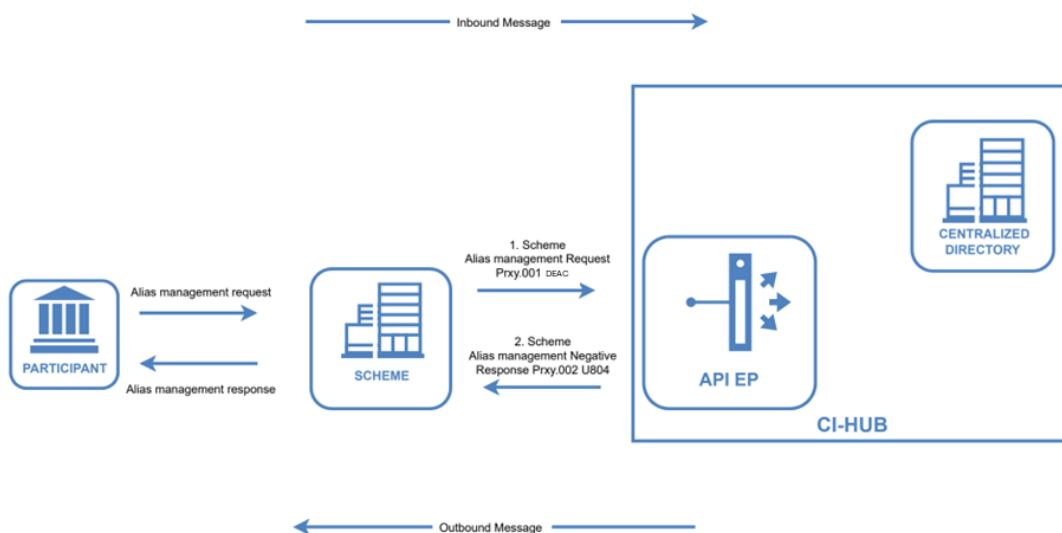 Inbound Message
CENTRALIZED
DIRECTORY
1. Scheme
Alias management Request
Prxy.001 DEAC
Alias management request
2. Scheme
Alias management Negative
Response Prxy.002 U804
PARTICIPANT
SCHEME
API EP
Alias management response
CI-HUB
Outbound Message